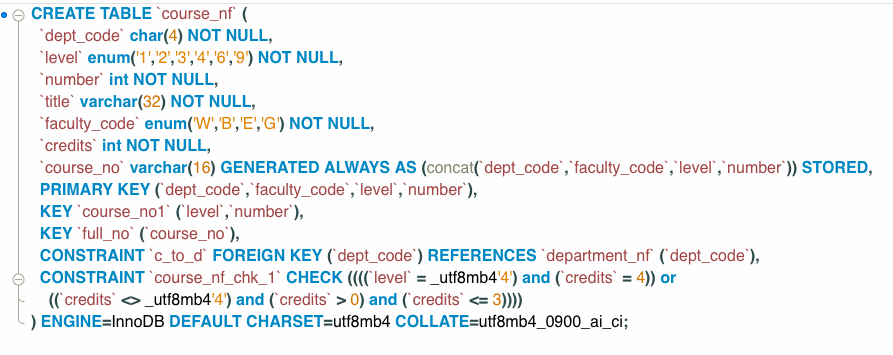 CREATE TABLE `course_nf` (
`dept_code` char(4) NOT NULL,
`level` enum('1','2','3','4','6','9') NOT NULL,
`number` int NOT NULL,
`title` varchar(32) NOT NULL,
`faculty_code` enum('W','B','E','G') NOT NULL,
`credits` int NOT NULL,
`course_no` varchar(16) GENERATED ALWAYS AS (concat(`dept_code`,`faculty_code`,`level`,`number`)) STORED,
PRIMARY KEY (`dept_code`,`faculty_code`,`level`,`number`),
KEY `course_no1` (`level`,`number`),
KEY `full_no` (`course_no`),
CONSTRAINT `c_to_d` FOREIGN KEY (`dept_code`) REFERENCES `department_nf` (`dept_code`),
CONSTRAINT `course_nf_chk_1` CHECK ((((`level` = _utf8mb4'4') and (`credits` = 4)) or
((`credits` <> _utf8mb4'4') and (`credits` > 0) and (`credits` <= 3))))
) ENGINE=InnoDB DEFAULT CHARSET=utf8mb4 COLLATE=utf8mb4_0900_ai_ci;